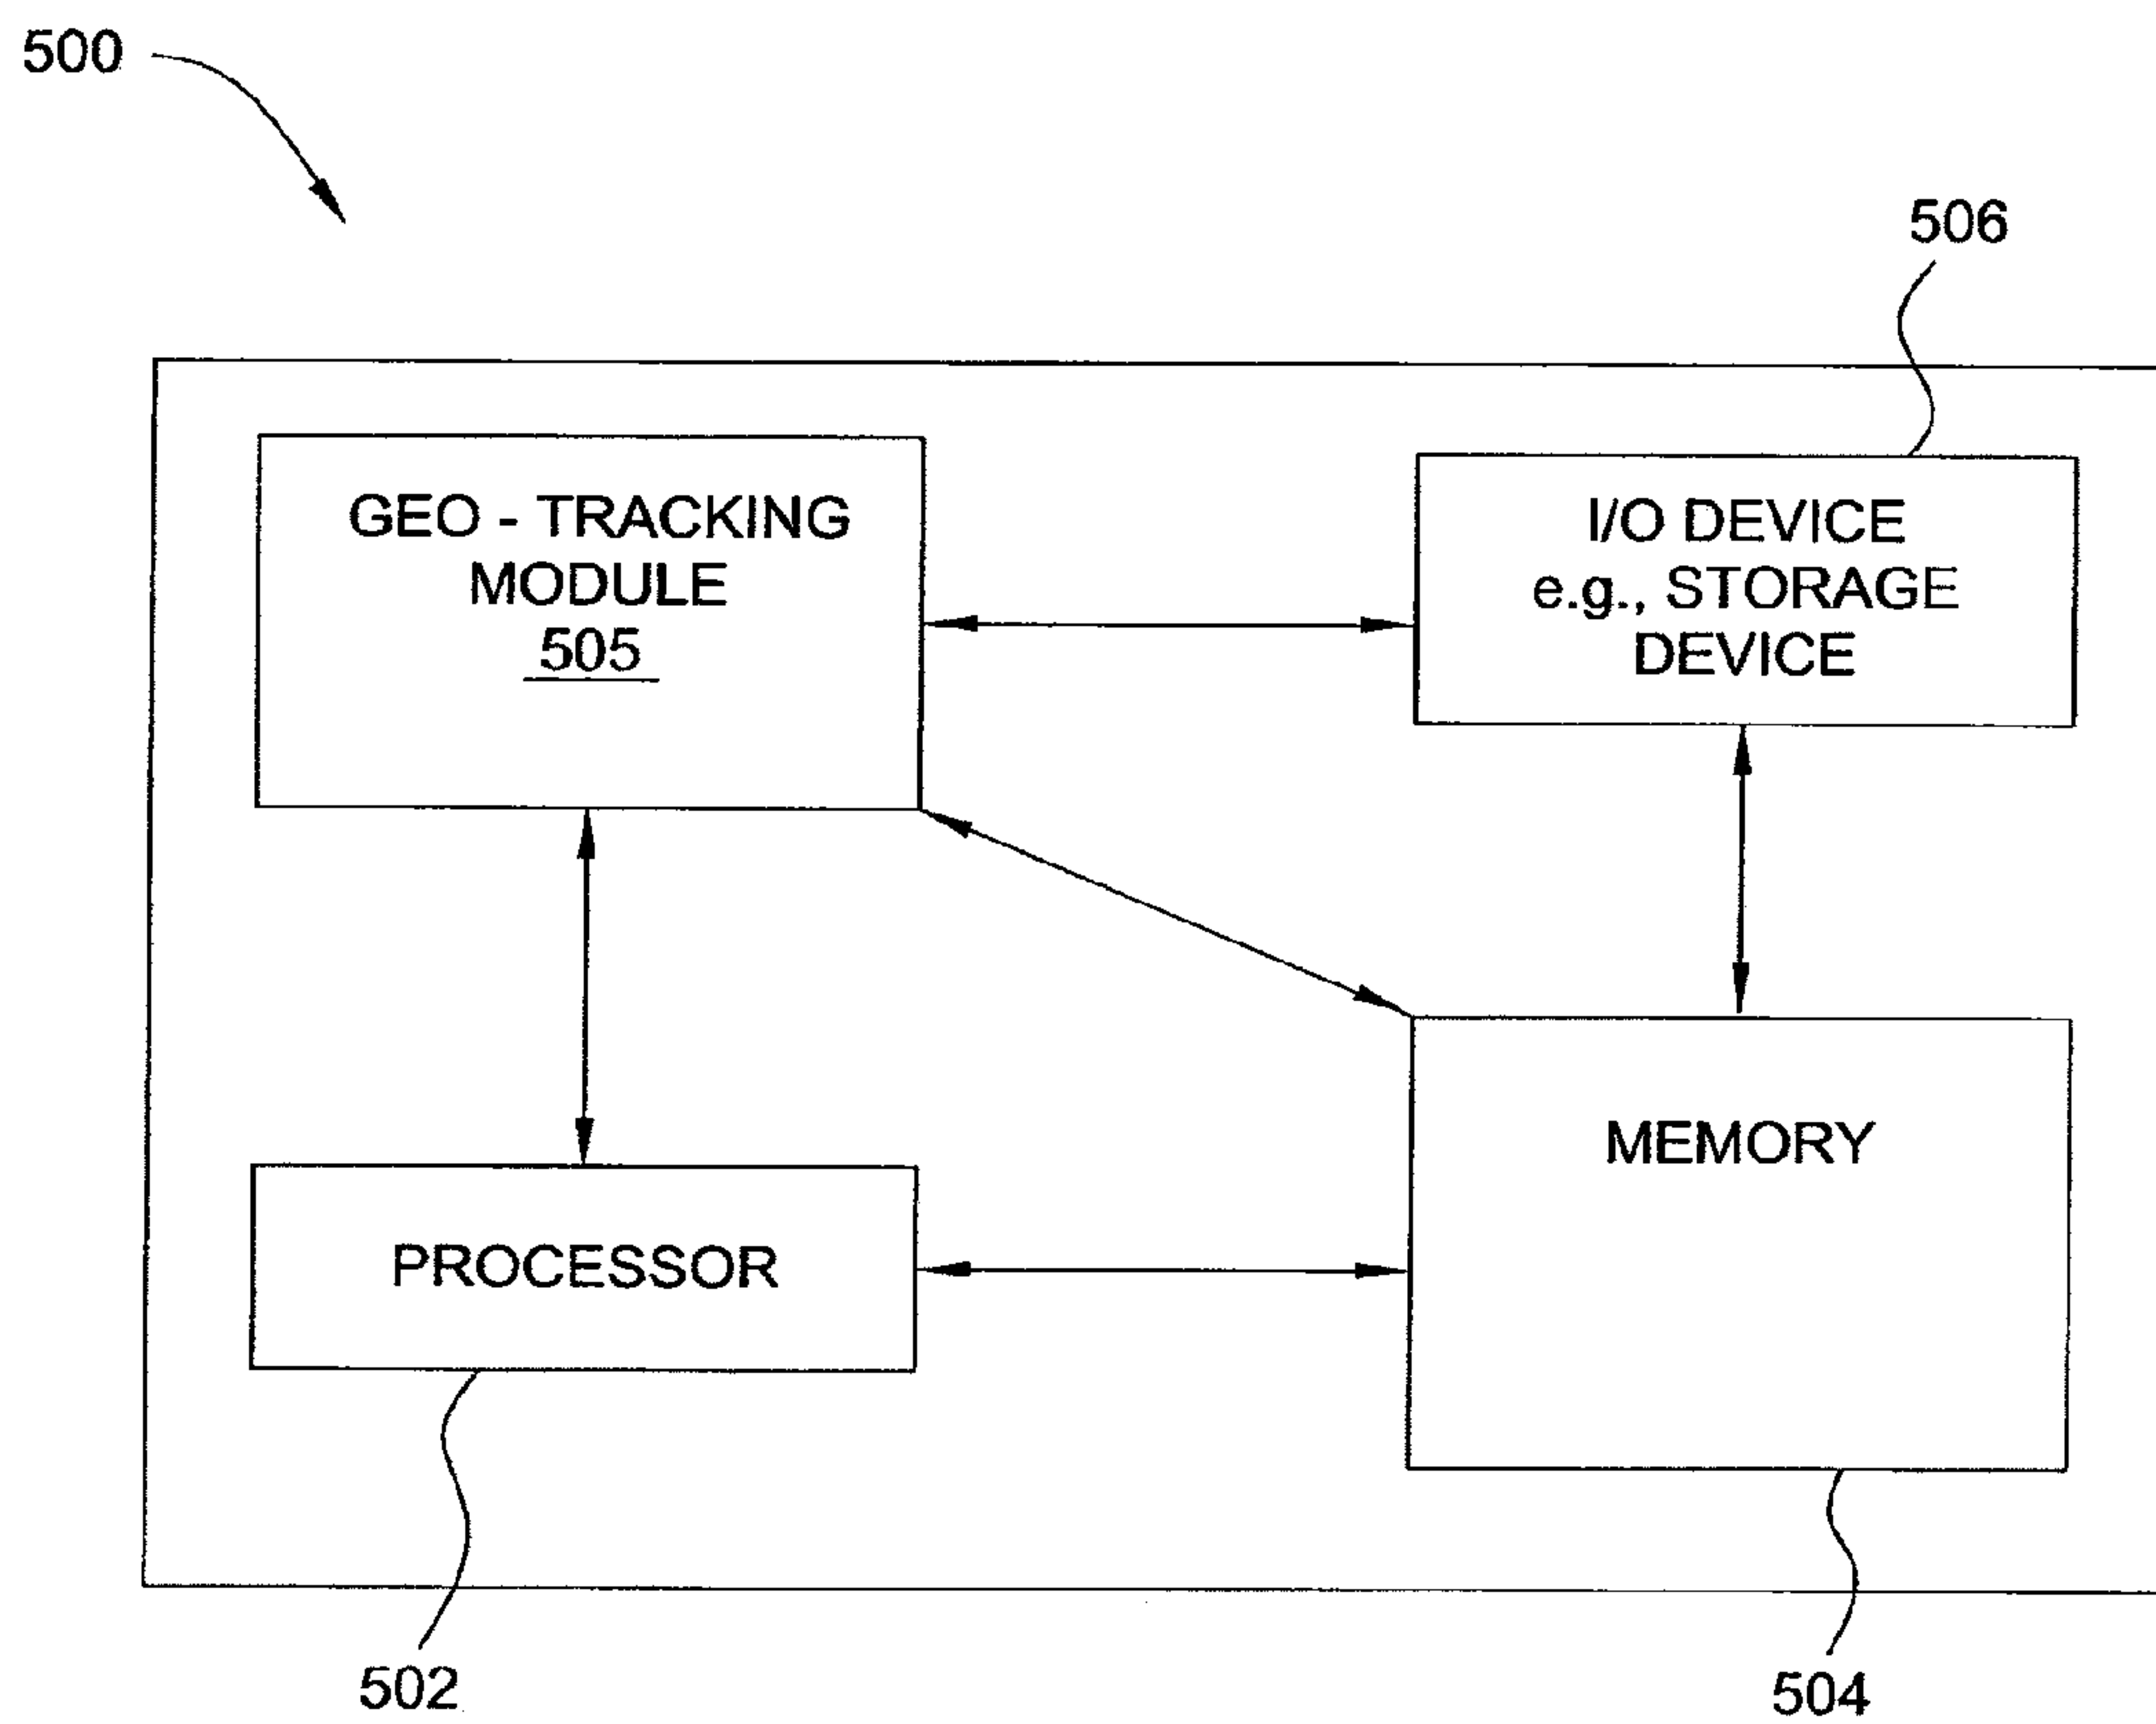 500
506
GEO - TRACKING
MODULE
505
I/O DEVICE
e.g., STORAGE
DEVICE
PROCESSOR
MEMORY
502
504